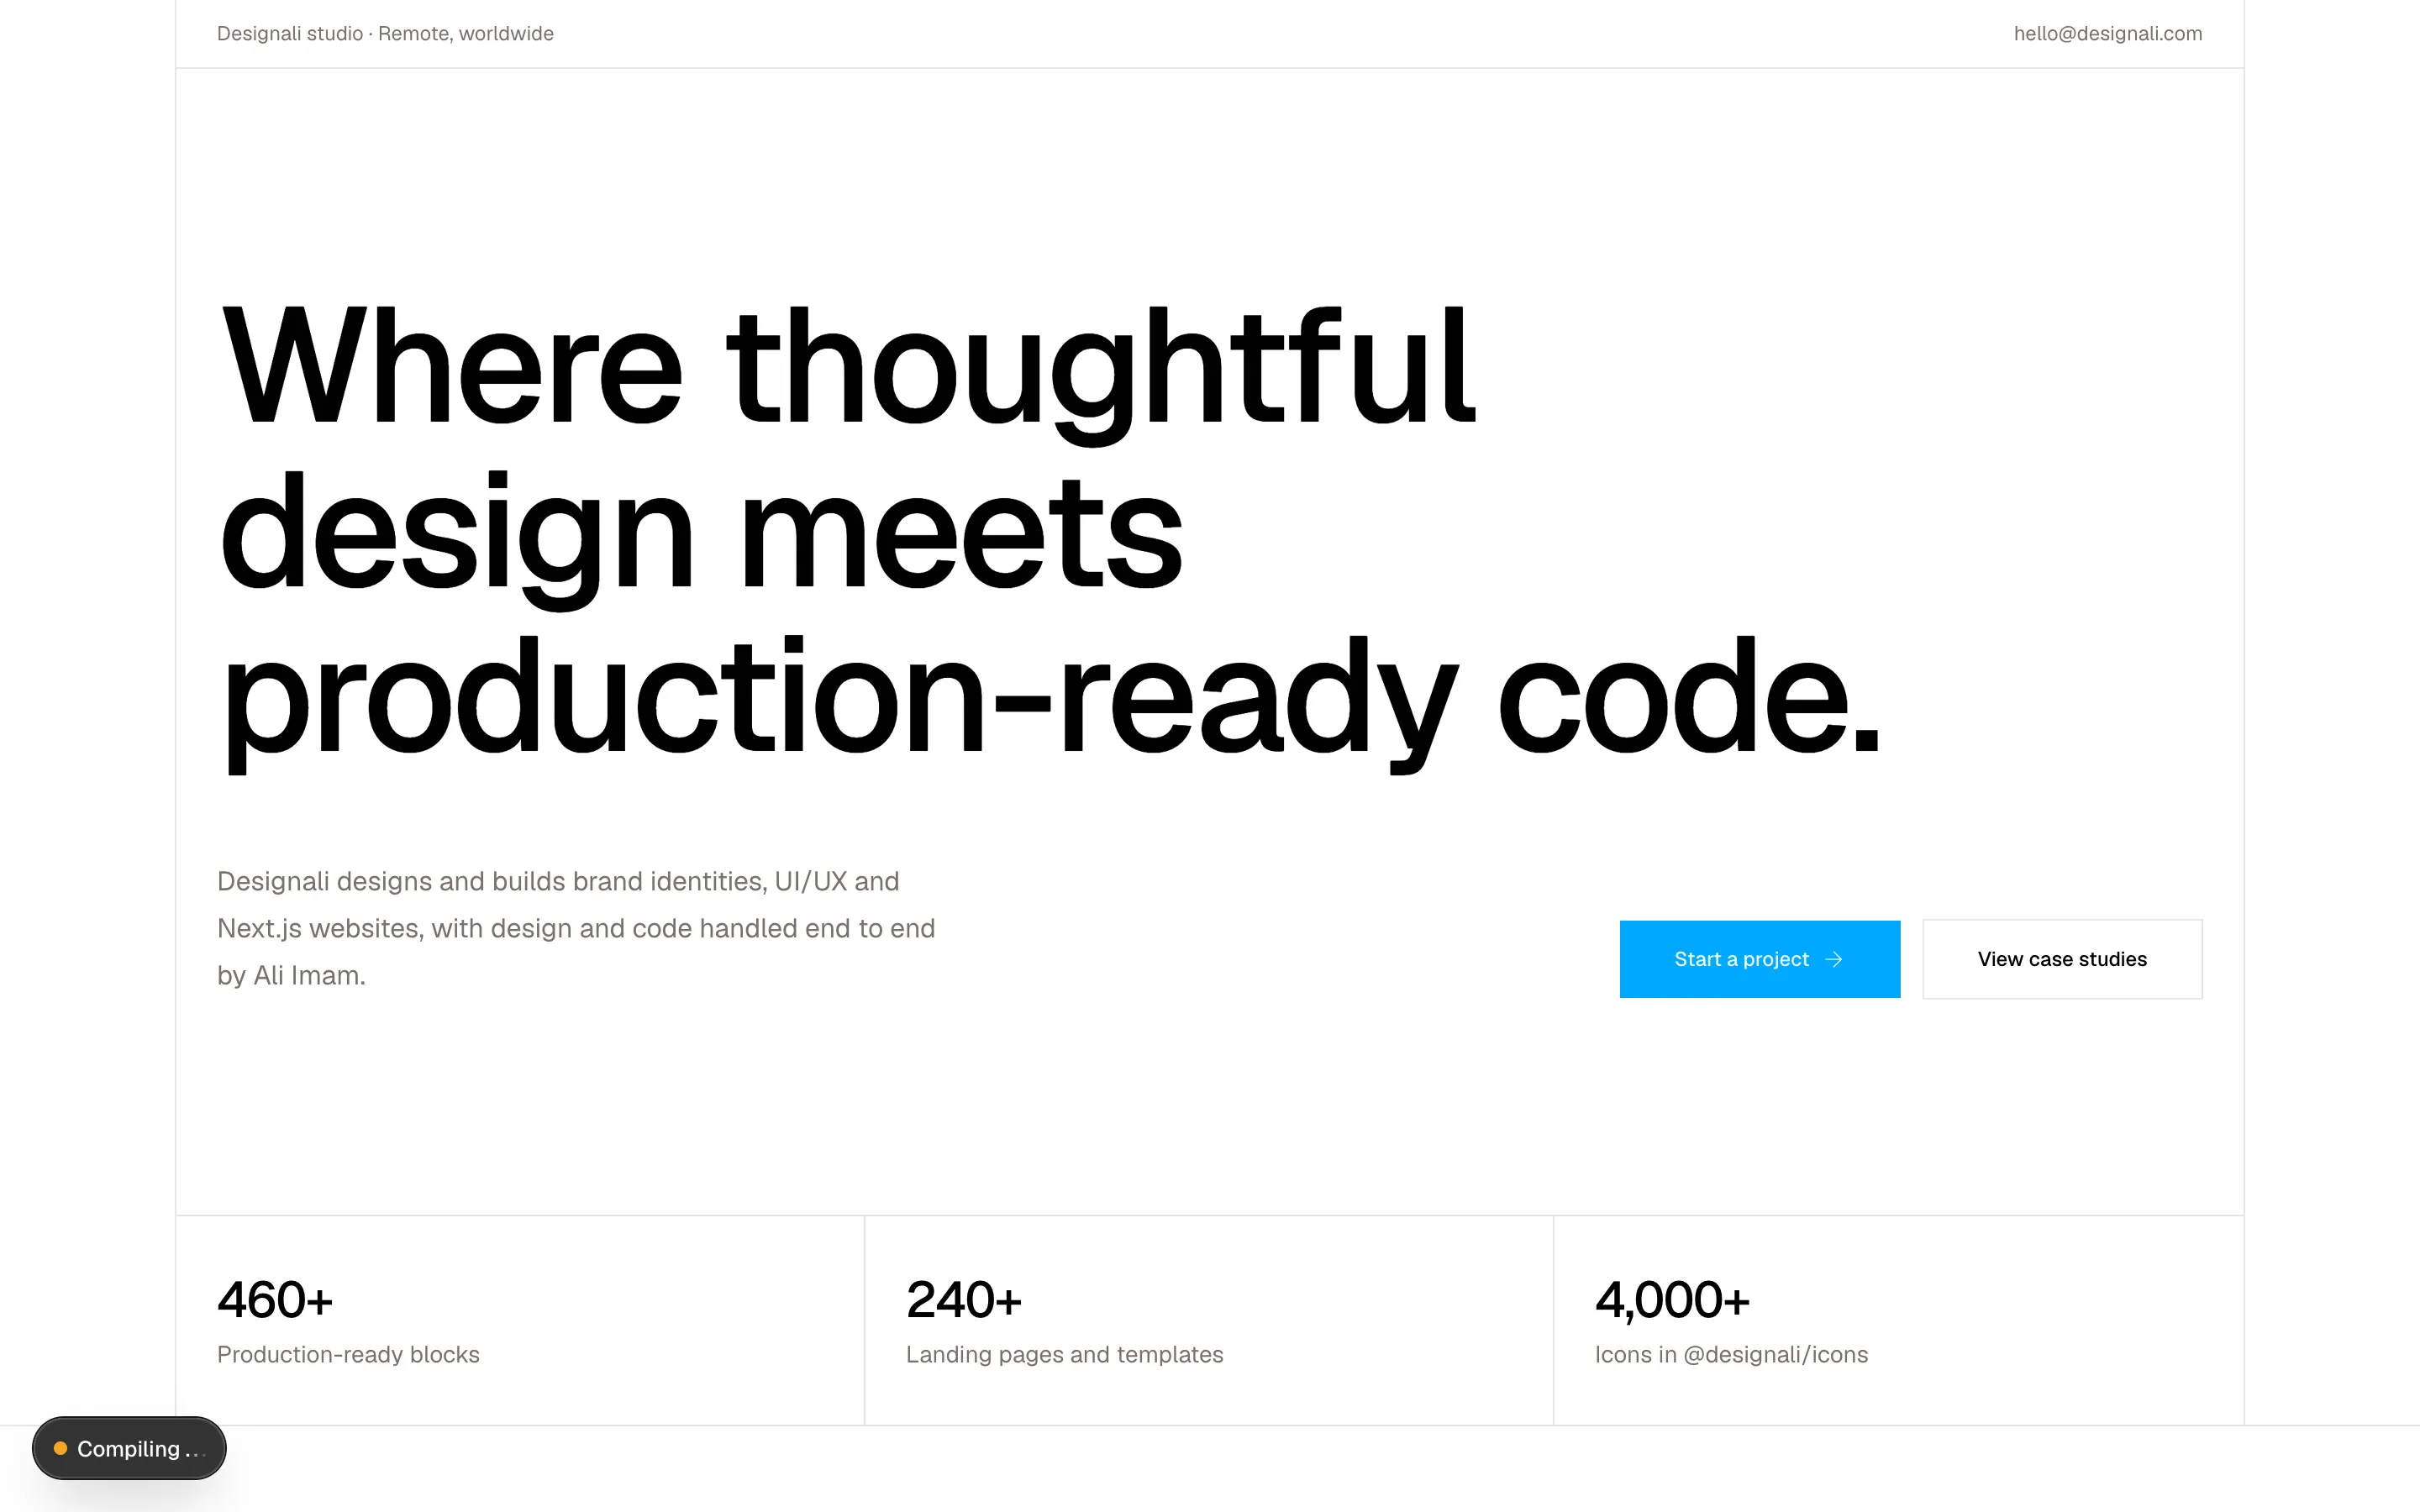 Designali studio · Remote, worldwide
hello@designali.com
Where thoughtful
design meets
production-ready code.
Designali designs and builds brand identities, UI/UX and
Next.js websites, with design and code handled end to end
by Ali Imam.
Start a project →
View case studies
460+
Production-ready blocks
240+
Landing pages and templates
4,000+
Icons in @designali/icons
Compiling ...